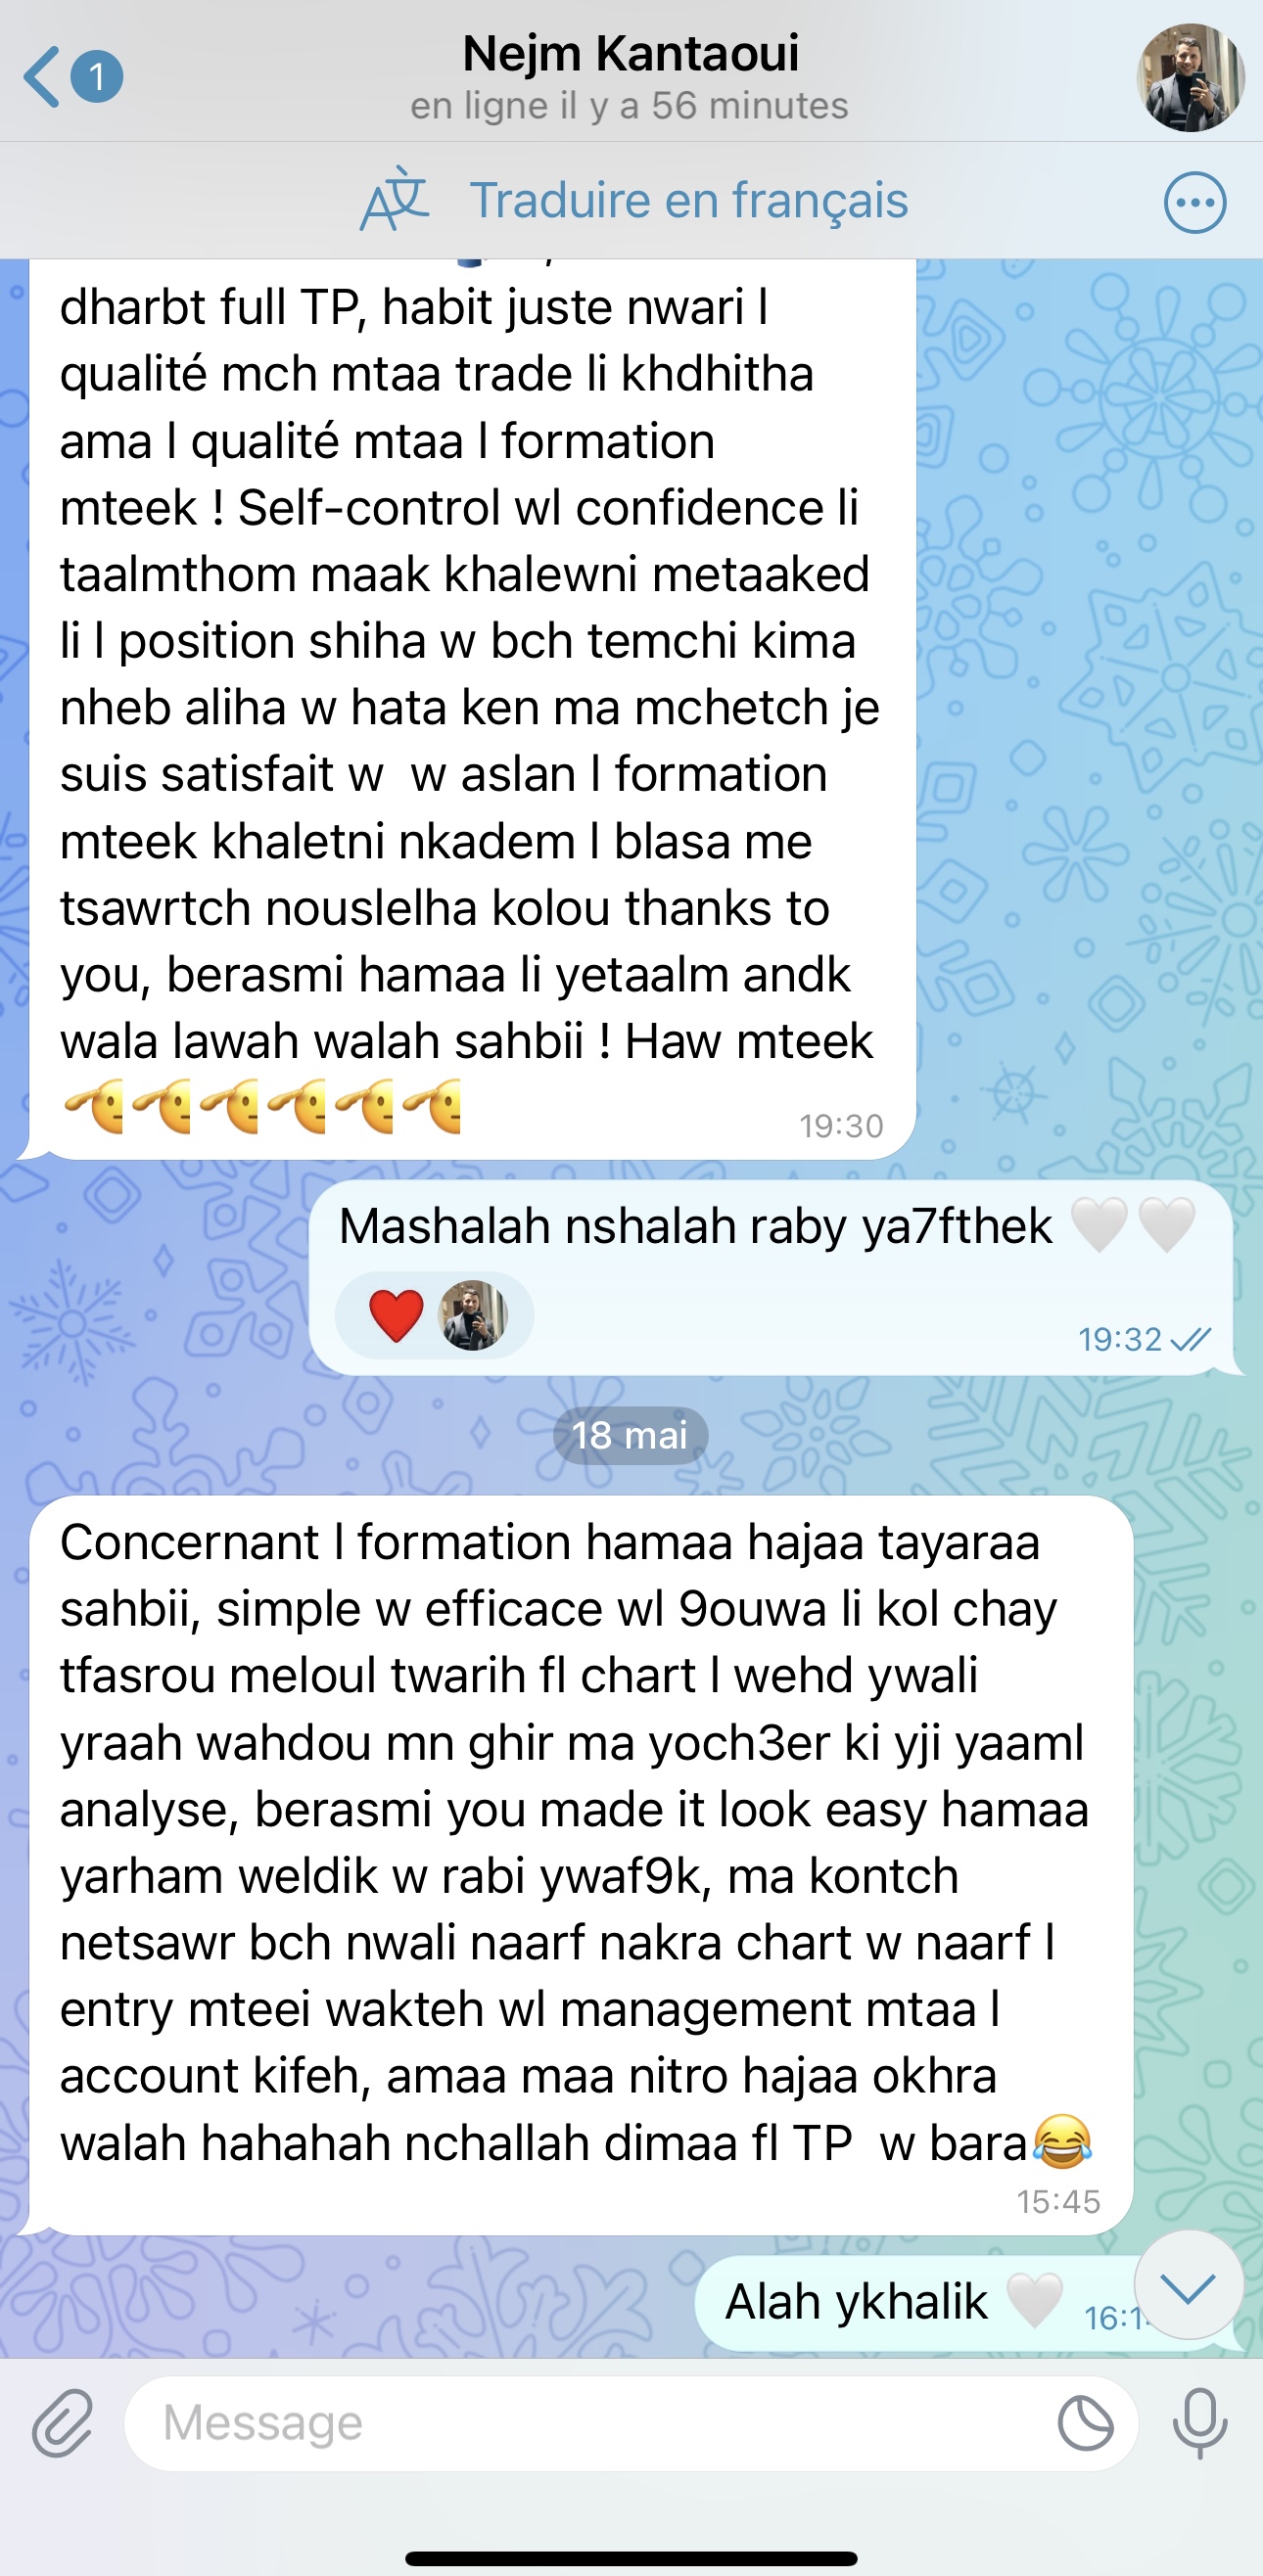 1
Nejm Kantaoui
en ligne il y a 56 minutes
Traduire en français
dharbt full TP, habit juste nwari l
qualité mch mtaa trade li khdhitha
ama l qualité mtaa l formation
mteek ! Self-control wl confidence li
taalmthom maak khalewni metaaked
li l position shiha w bch temchi kima
nheb aliha w hata ken ma mchetch je
suis satisfait w  w aslan l formation
mteek khaletni nkadem l blasa me
tsawrtch nouslelha kolou thanks to
you, berasmi hamaa li yetaalm andk
wala lawah walah sahbii ! Haw mteek
🫡🫡🫡🫡🫡🫡
19:30
Mashalah nshalah raby ya7fthek 🤍🤍
❤️
19:32
18 mai
Concernant l formation hamaa hajaa tayaraa
sahbii, simple w efficace wl 9ouwa li kol chay
tfasrou meloul twarih fl chart l wehd ywali
yraah wahdou mn ghir ma yoch3er ki yji yaaml
analyse, berasmi you made it look easy hamaa
yarham weldik w rabi ywaf9k, ma kontch
netsawr bch nwali naarf nakra chart w naarf l
entry mteei wakteh wl management mtaa l
account kifeh, amaa maa nitro hajaa okhra
walah hahahah nchallah dimaa fl TP  w bara😂
15:45
Alah ykhalik 🤍
Message